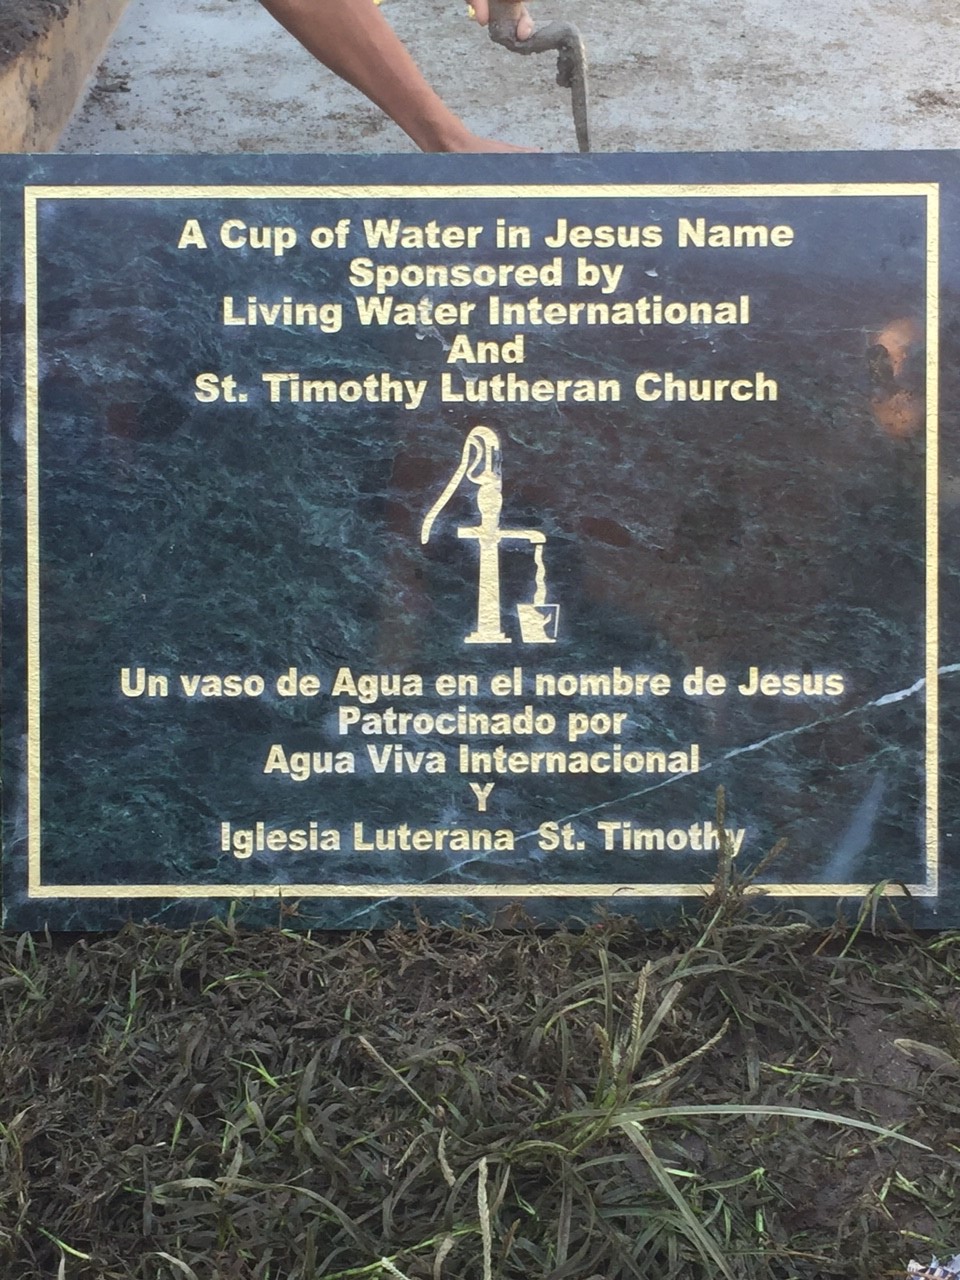 A Cup of Water in Jesus Name
Sponsored by
Living Water International
And
St. Timothy Lutheran Church
Un vaso de Agua en el nombre de Jesus
Patrocinado por
Agua Viva Internacional
Y
Iglesia Luterana St. Timothy